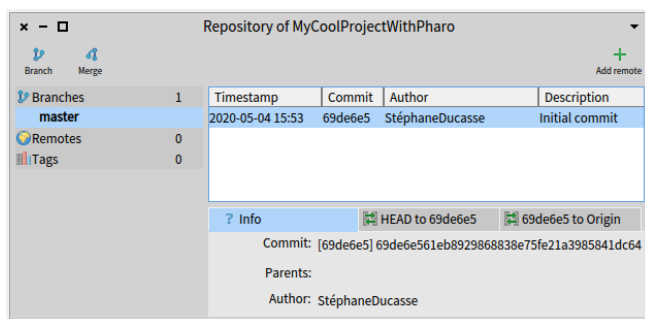 Repository of MyCoolProjectWithPharo
Branch Merge Add remote
Branches 1
master
Remotes 0
Tags 0
Timestamp Commit Author Description
2020-05-04 15:53 69de6e5 StéphaneDucasse Initial commit
? Info HEAD to 69de6e5 69de6e5 to Origin
Commit: [69de6e5] 69de6e561eb8929868838e75fe21a3985841dc64
Parents:
Author: StéphaneDucasse